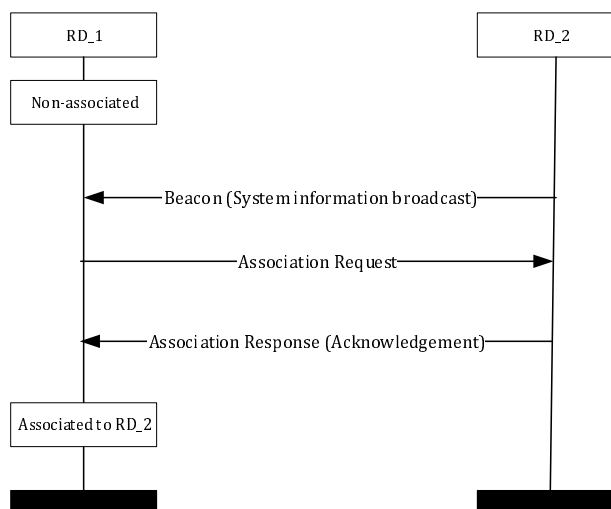 RD_1
RD_2
Non-associated
Beacon (System information broadcast)
Association Request
Association Response (Acknowledgement)
Associated to RD_2